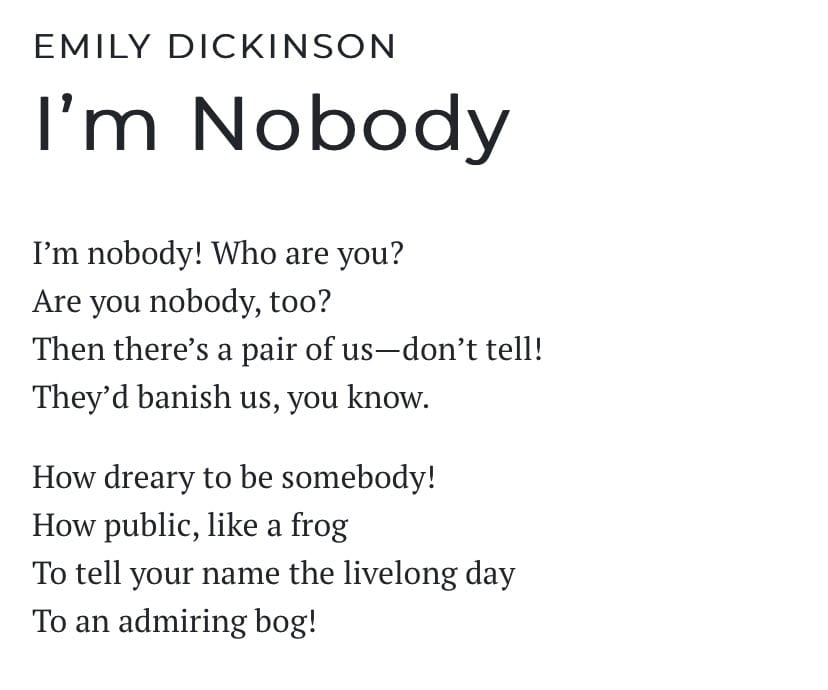 EMILY DICKINSON
I’m Nobody
I’m nobody! Who are you?
Are you nobody, too?
Then there’s a pair of us—don’t tell!
They’d banish us, you know.
How dreary to be somebody!
How public, like a frog
To tell your name the livelong day
To an admiring bog!